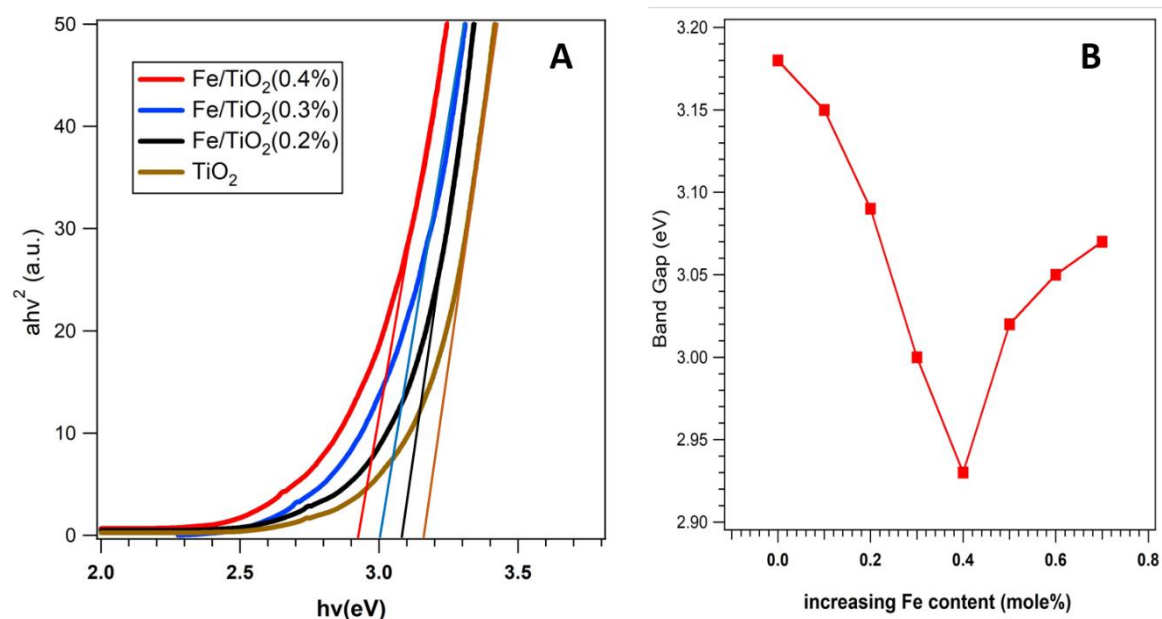 A
50
40
30
20
10
0
ahv² (a.u.)
Fe/TiO₂(0.4%)
Fe/TiO₂(0.3%)
Fe/TiO₂(0.2%)
TiO₂
2.0 2.5 3.0 3.5
hv(eV)
B
3.20
3.15
3.10
3.05
3.00
2.95
2.90
Band Gap (eV)
0.0 0.2 0.4 0.6 0.8
increasing Fe content (mole%)